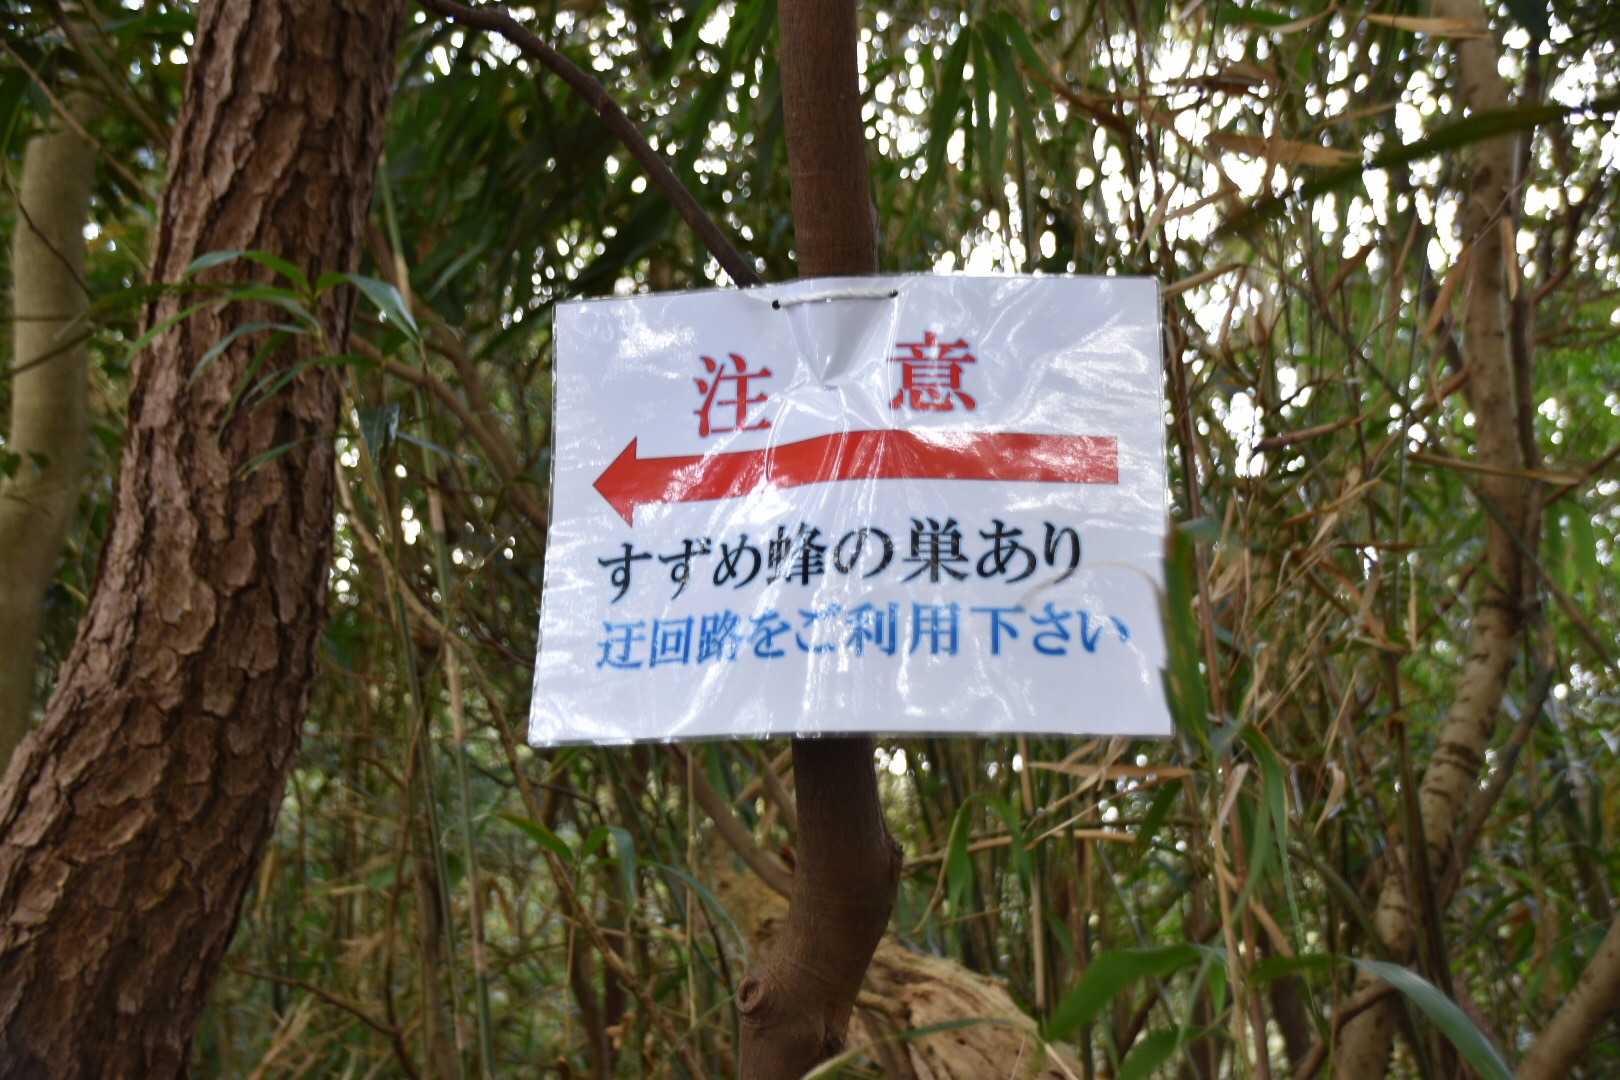 注意
すずめ蜂の巣あり
迂回路をご利用下さい